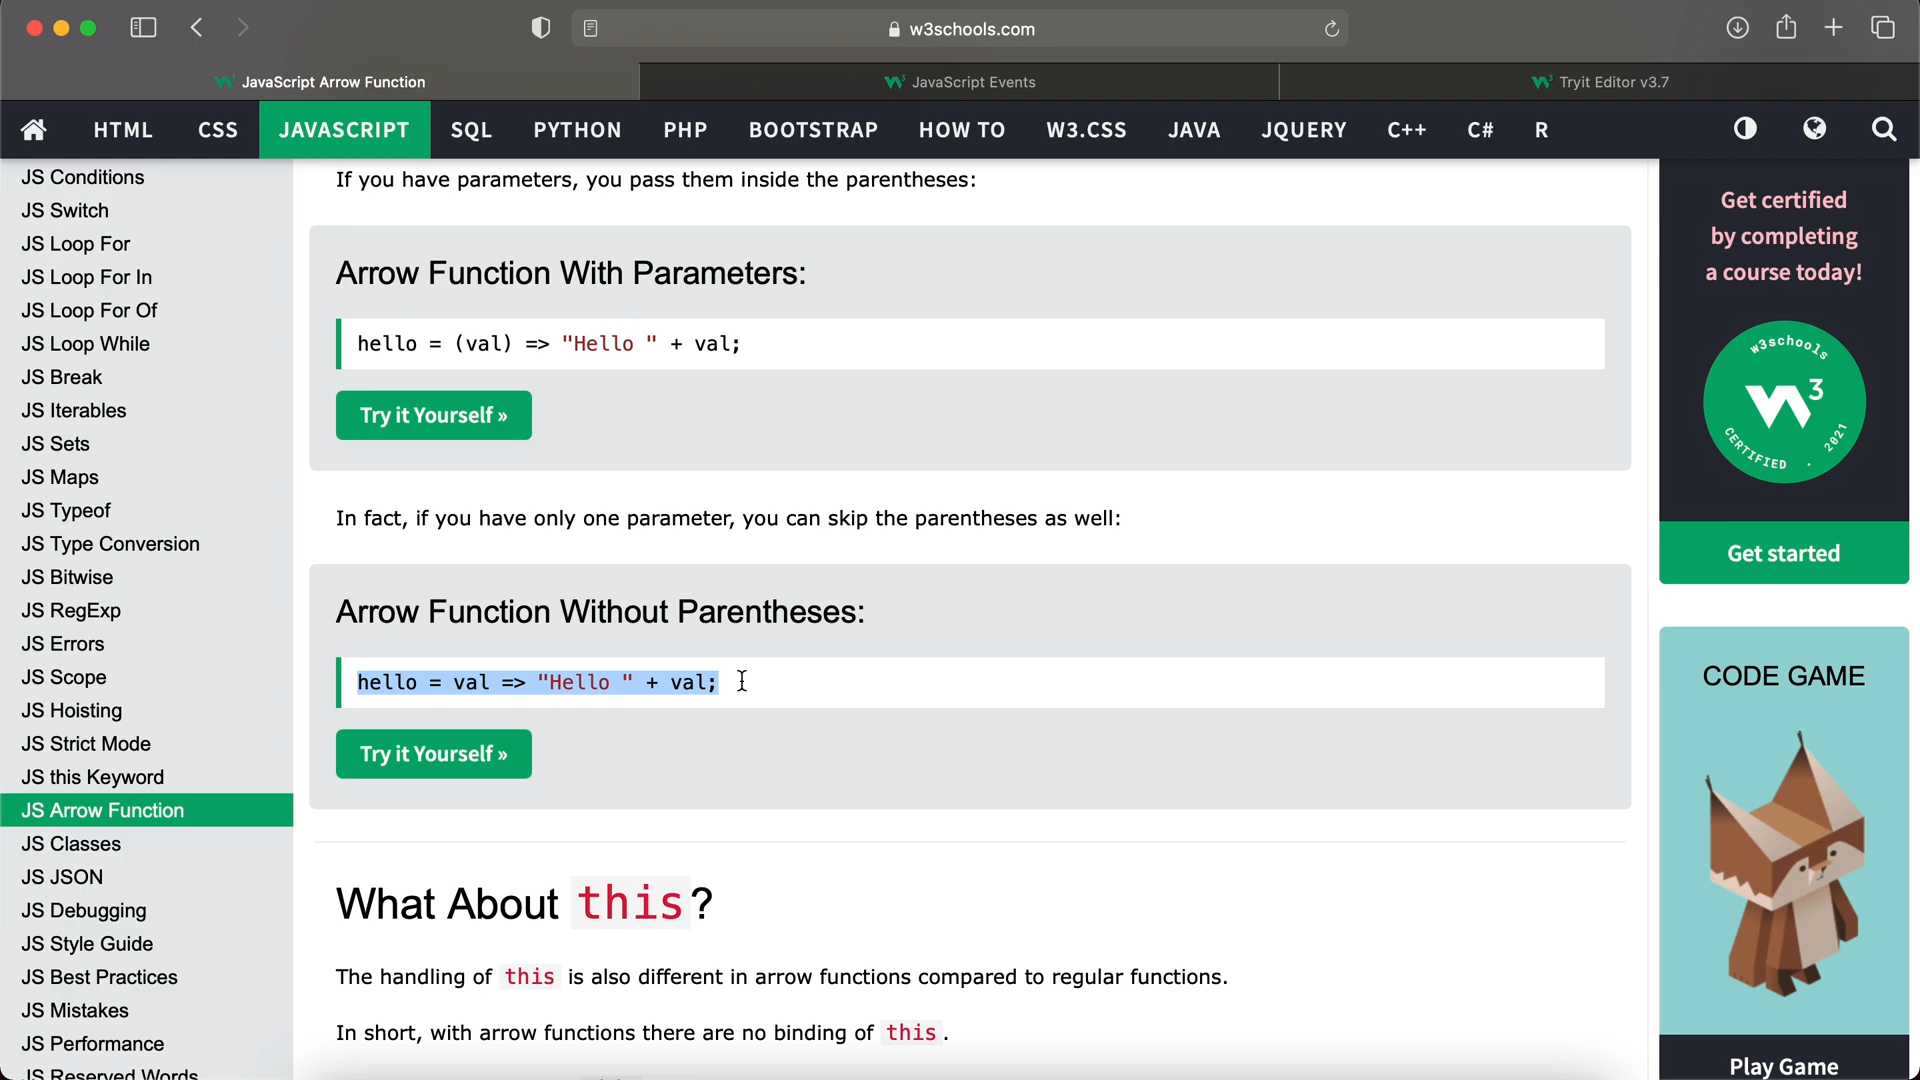 w3schools.com
JavaScript Arrow Function
JavaScript Events
Tryit Editor v3.7
HTML CSS JAVASCRIPT SQL PYTHON PHP BOOTSTRAP HOW TO W3.CSS JAVA JQUERY C++ C# R
JS Conditions
JS Switch
JS Loop For
JS Loop For In
JS Loop For Of
JS Loop While
JS Break
JS Iterables
JS Sets
JS Maps
JS Typeof
JS Type Conversion
JS Bitwise
JS RegExp
JS Errors
JS Scope
JS Hoisting
JS Strict Mode
JS this Keyword
JS Arrow Function
JS Classes
JS JSON
JS Debugging
JS Style Guide
JS Best Practices
JS Mistakes
JS Performance
JS Reserved Words
If you have parameters, you pass them inside the parentheses:
Arrow Function With Parameters:
hello = (val) => "Hello " + val;
Try it Yourself »
In fact, if you have only one parameter, you can skip the parentheses as well:
Arrow Function Without Parentheses:
hello = val => "Hello " + val;
Try it Yourself »
What About this?
The handling of this is also different in arrow functions compared to regular functions.
In short, with arrow functions there are no binding of this.
Get certified
by completing
a course today!
w3schools
W3
CERTIFIED . 2021
Get started
CODE GAME
Play Game